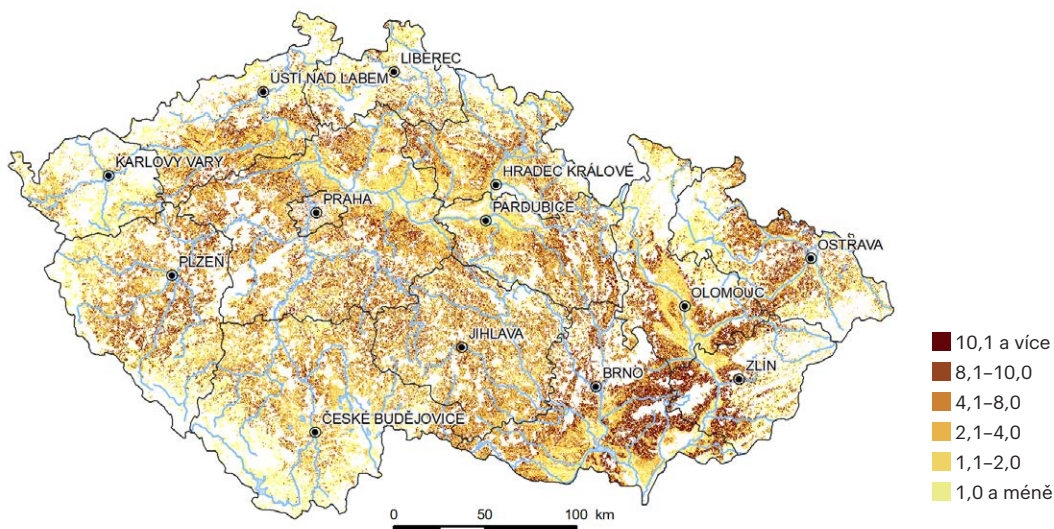 LIBEREC
ÚSTÍ NAD LABEM
KARLOVY VARY
HRADEC KRÁLOVÉ
PRAHA
PARDUBICE
PLZEŇ
OSTRAVA
OLOMOUC
JIHLAVA
ZLÍN
BRNO
ČESKÉ BUDĚJOVICE
10,1 a více
8,1–10,0
4,1–8,0
2,1–4,0
1,1–2,0
1,0 a méně
0 50 100 km